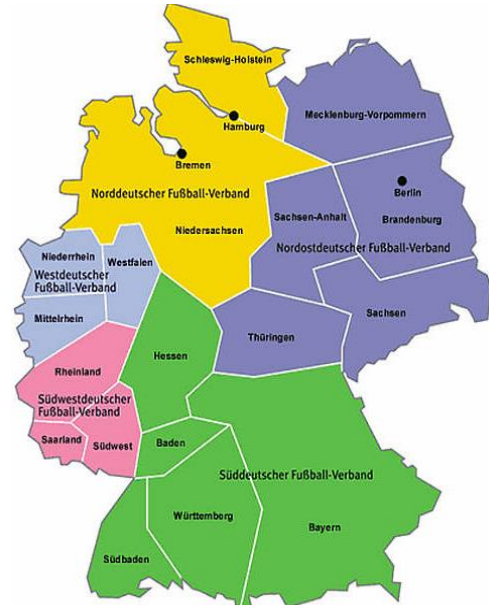 Schleswig-Holstein
Mecklenburg-Vorpommern
Hamburg
Bremen
Norddeutscher Fußball-Verband
Berlin
Niedersachsen
Sachsen-Anhalt
Brandenburg
Nordostdeutscher Fußball-Verband
Niederrhein
Westfalen
Westdeutscher
Fußball-Verband
Mittelrhein
Sachsen
Thüringen
Hessen
Rheinland
Südwestdeutscher
Fußball-Verband
Saarland
Südwest
Baden
Süddeutscher Fußball-Verband
Württemberg
Bayern
Südbaden